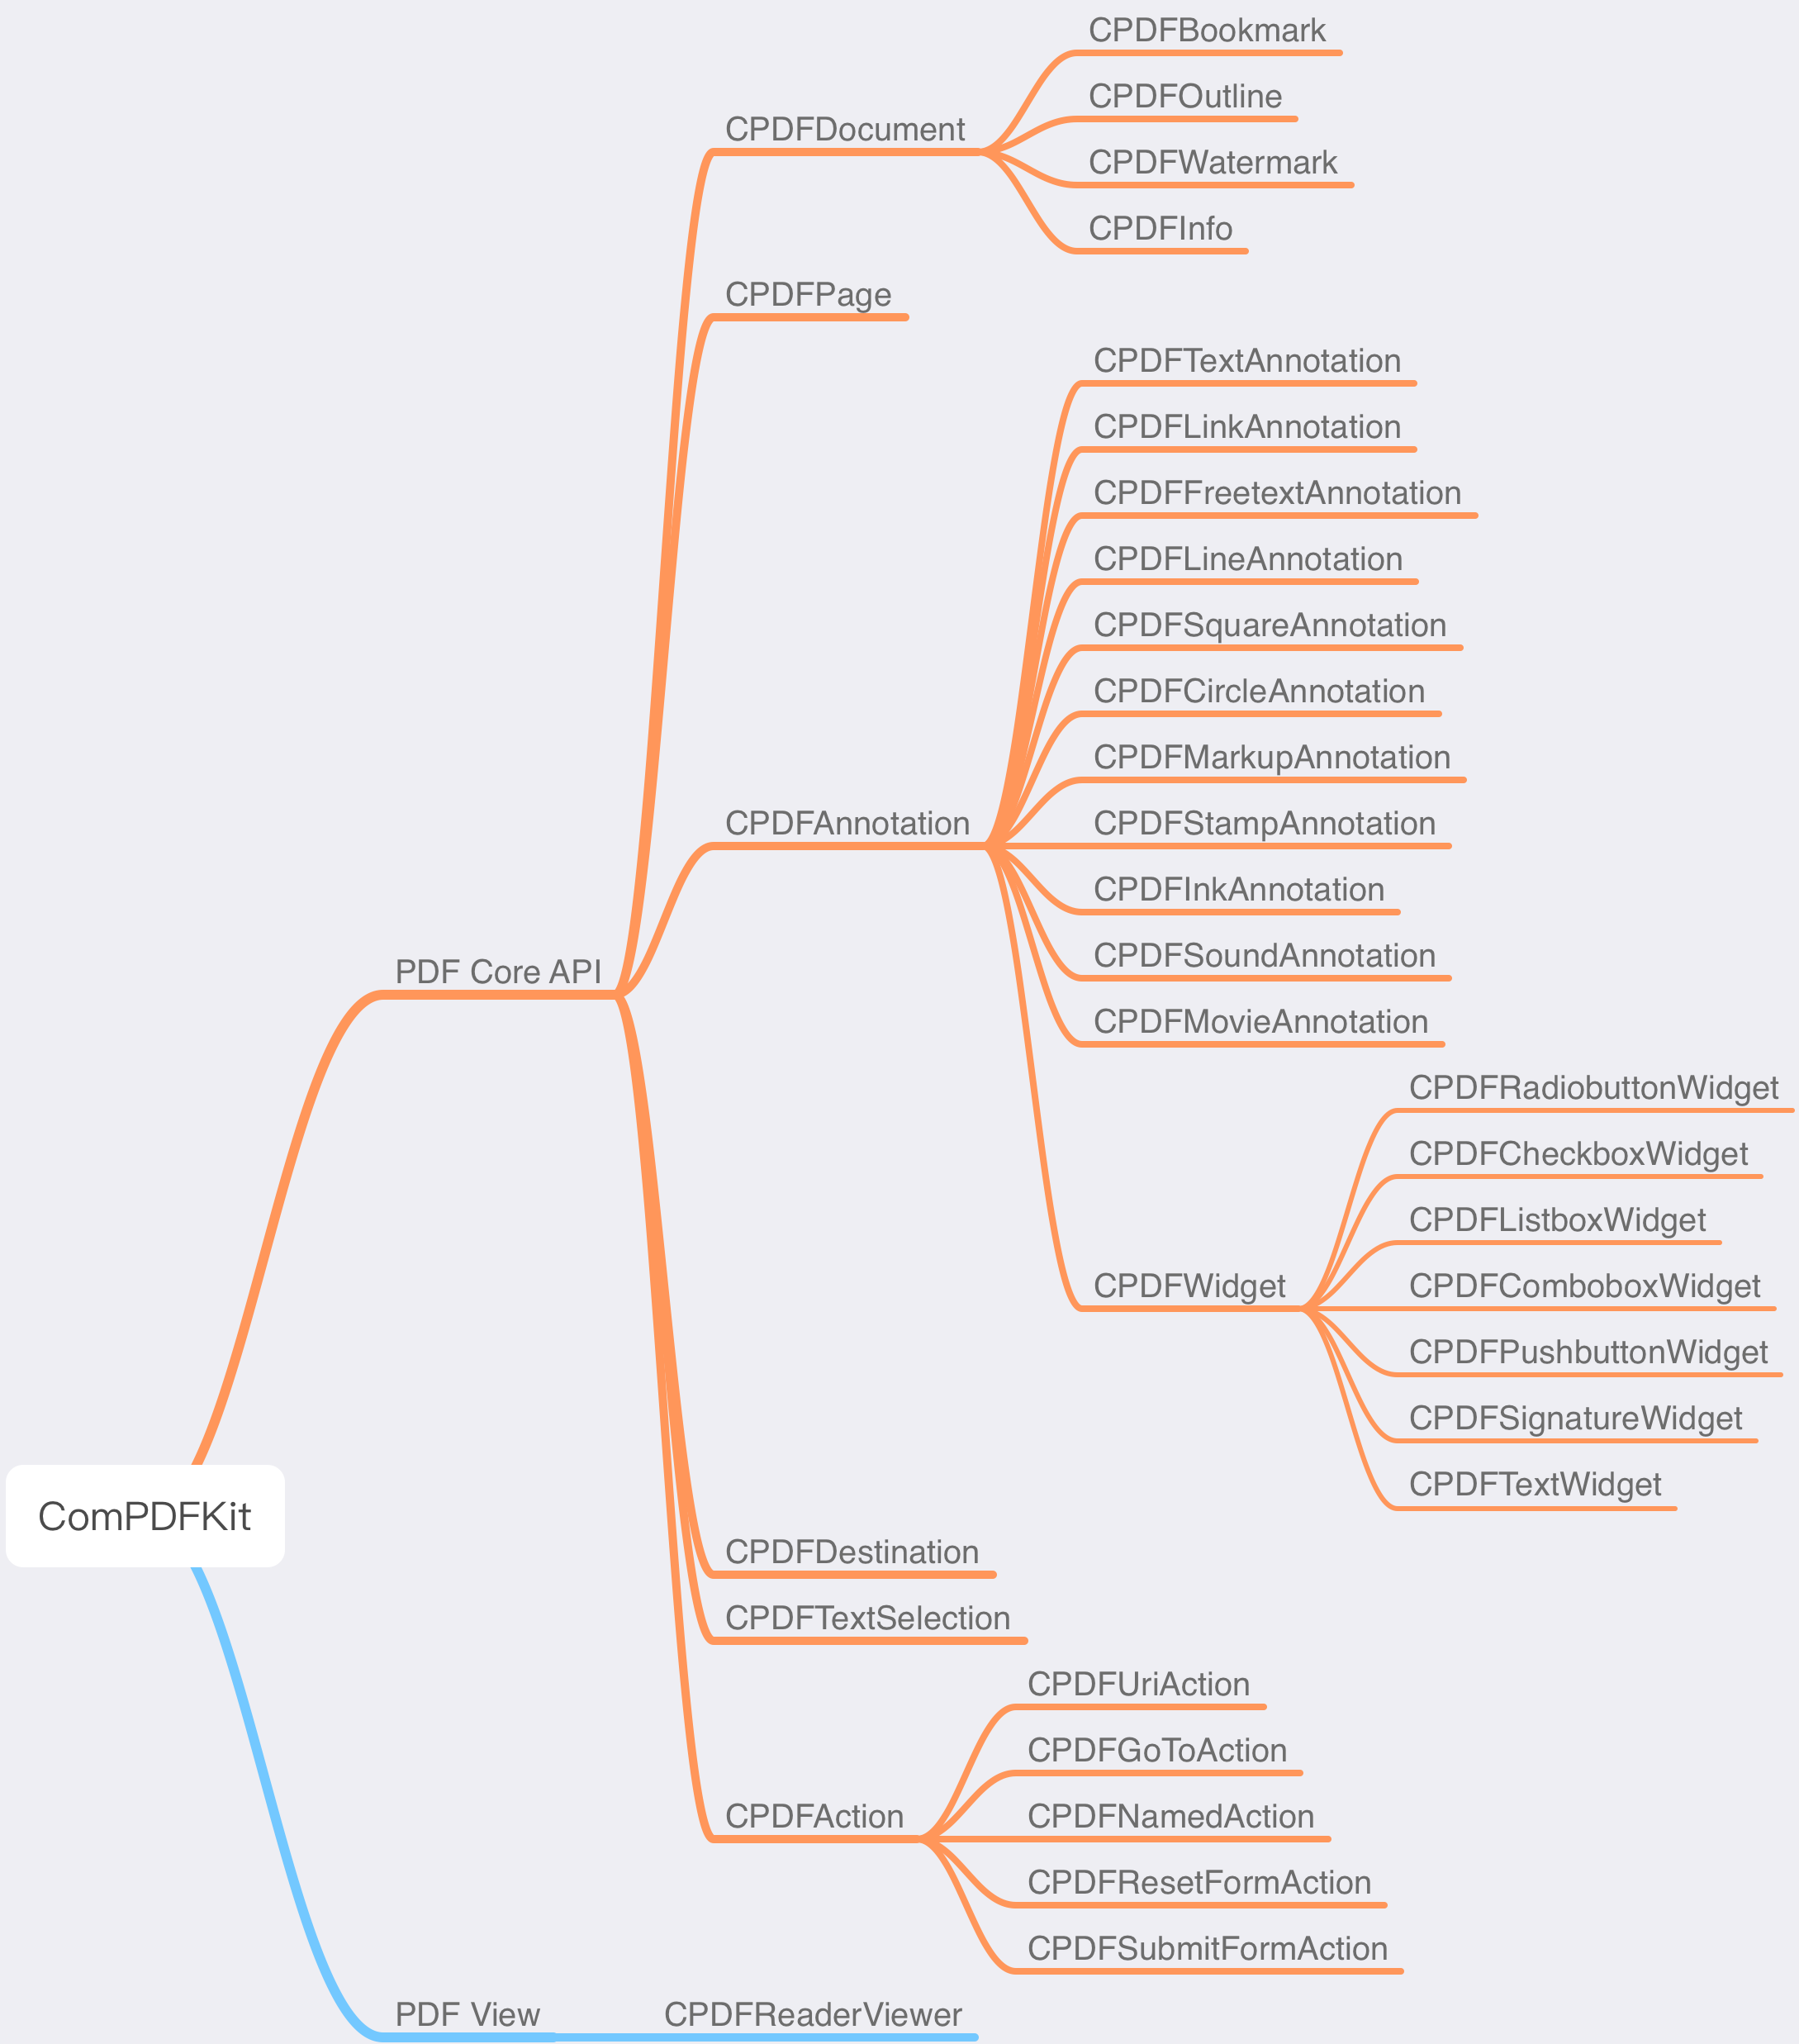 CPDFBookmark
CPDFOutline
CPDFDocument
CPDFWatermark
CPDFInfo
CPDFPage
CPDFTextAnnotation
CPDFLinkAnnotation
CPDFFreetextAnnotation
CPDFLineAnnotation
CPDFSquareAnnotation
CPDFCircleAnnotation
CPDFMarkupAnnotation
CPDFAnnotation
CPDFStampAnnotation
CPDFInkAnnotation
CPDFSoundAnnotation
PDF Core API
CPDFMovieAnnotation
CPDFRadiobuttonWidget
CPDFCheckboxWidget
CPDFListboxWidget
CPDFWidget
CPDFComboboxWidget
CPDFPushbuttonWidget
CPDFSignatureWidget
CPDFTextWidget
ComPDFKit
CPDFDestination
CPDFTextSelection
CPDFUriAction
CPDFGoToAction
CPDFAction
CPDFNamedAction
CPDFResetFormAction
CPDFSubmitFormAction
PDF View
CPDFReaderViewer